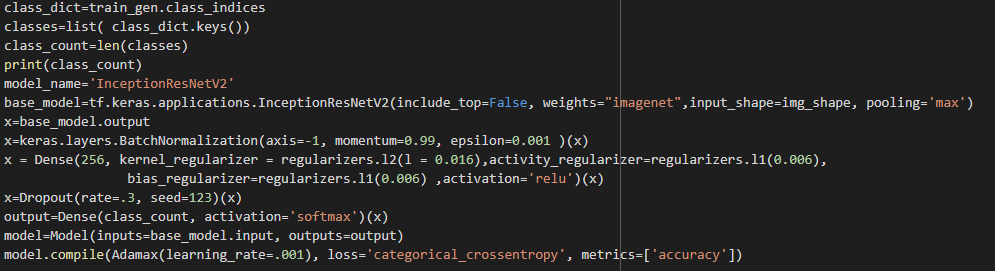 class_dict=train_gen.class_indices
classes=list( class_dict.keys())
class_count=len(classes)
print(class_count)
model_name='InceptionResNetV2'
base_model=tf.keras.applications.InceptionResNetV2(include_top=False, weights="imagenet",input_shape=img_shape, pooling='max')
x=base_model.output
x=keras.layers.BatchNormalization(axis=-1, momentum=0.99, epsilon=0.001 )(x)
x = Dense(256, kernel_regularizer = regularizers.l2(l = 0.016),activity_regularizer=regularizers.l1(0.006),
bias_regularizer=regularizers.l1(0.006) ,activation='relu')(x)
x=Dropout(rate=.3, seed=123)(x)
output=Dense(class_count, activation='softmax')(x)
model=Model(inputs=base_model.input, outputs=output)
model.compile(Adamax(learning_rate=.001), loss='categorical_crossentropy', metrics=['accuracy'])